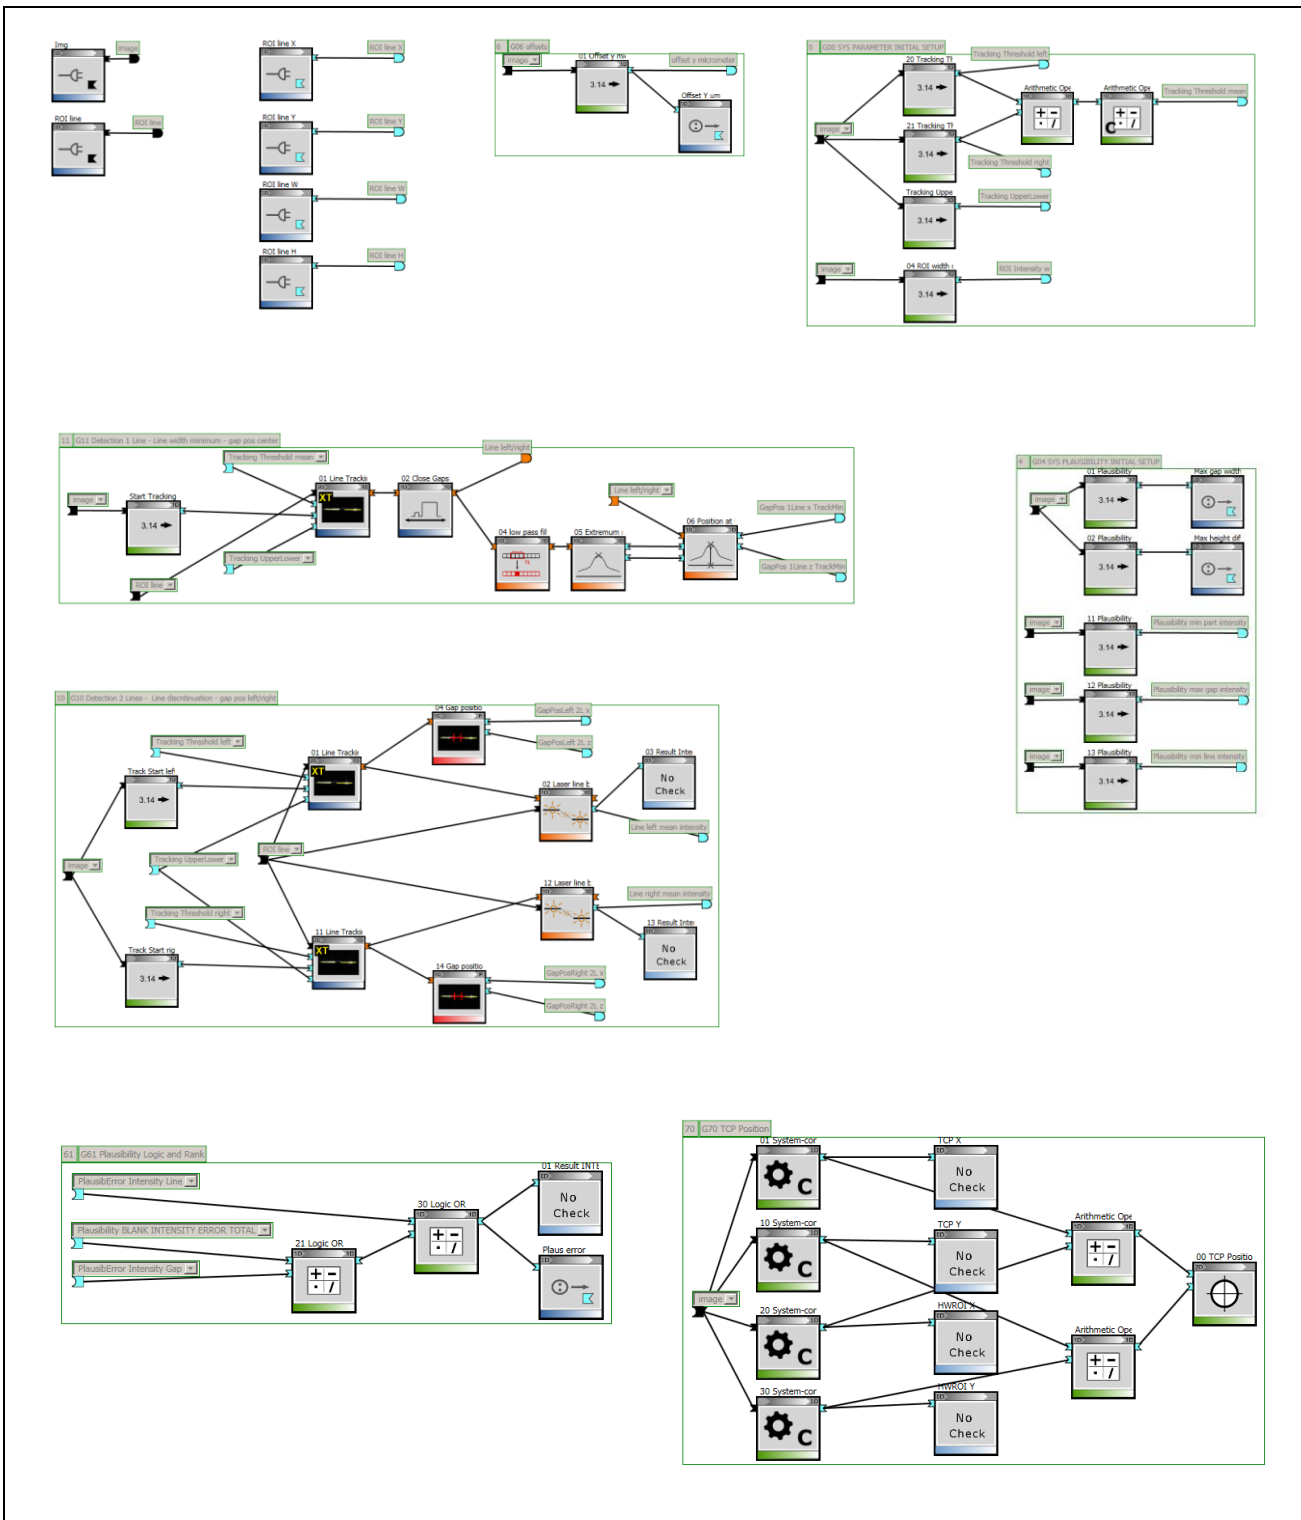 Img
image
ROI line
ROI line
ROI line X
ROI line X
ROI line Y
ROI line Y
ROI line W
ROI line W
ROI line H
ROI line H
6 G06 offsets
image
01 Offset y mi
3.14
offset y micrometer
Offset Y um
0 G00 SYS PARAMETER INITIAL SETUP
image
20 Tracking Th
3.14
Tracking Threshold left
21 Tracking Th
3.14
Tracking Threshold right
Arithmetic Ope
Arithmetic Ope
C
Tracking Threshold mean
Tracking Uppe
3.14
Tracking UpperLower
image
04 ROI width
3.14
ROI Intensity w
11 G11 Detection 1 Line - Line width minimum - gap pos center
Tracking Threshold mean
image
Start Tracking
3.14
Tracking UpperLower
ROI line
01 Line Tracki
XT
02 Close Gaps
Line left/right
04 low pass fil
05 Extremum
Line left/right
06 Position at
GapPos 1Line x TrackMin
GapPos 1Line z TrackMin
4 G04 SYS PLAUSIBILITY INITIAL SETUP
image
01 Plausibility
3.14
Max gap width
02 Plausibility
3.14
Max height dif
image
11 Plausibility
3.14
Plausibility min part intensity
image
12 Plausibility
3.14
Plausibility max gap intensity
image
13 Plausibility
3.14
Plausibility min line intensity
10 G10 Detection 2 Lines - Line discntinuation - gap pos left/right
Tracking Threshold left
Track Start left
3.14
image
Tracking UpperLower
Tracking Threshold right
Track Start rig
3.14
01 Line Tracki
XT
ROI line
11 Line Tracki
XT
04 Gap positio
GapPosLeft 2L x
GapPosLeft 2L z
02 Laser line b
03 Result Inte
No
Check
Line left mean intensity
12 Laser line b
Line right mean intensity
13 Result Inte
No
Check
14 Gap positio
GapPosRight 2L x
GapPosRight 2L z
61 G61 Plausibility Logic and Rank
PlausibError Intensity Line
Plausibility BLANK INTENSITY ERROR TOTAL
PlausibError Intensity Gap
21 Logic OR
30 Logic OR
01 Result INTE
No
Check
Plaus error
70 G70 TCP Position
image
01 System-cor
C
10 System-cor
C
20 System-cor
C
30 System-cor
C
TCP X
No
Check
TCP Y
No
Check
HWROI X
No
Check
HWROI Y
No
Check
Arithmetic Ope
Arithmetic Ope
00 TCP Positio